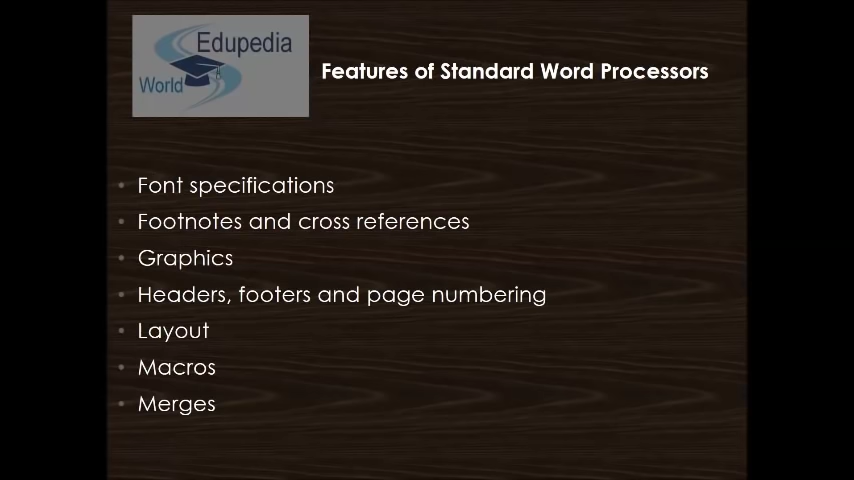 Edupedia
World
Features of Standard Word Processors
• Font specifications
• Footnotes and cross references
• Graphics
• Headers, footers and page numbering
• Layout
• Macros
• Merges